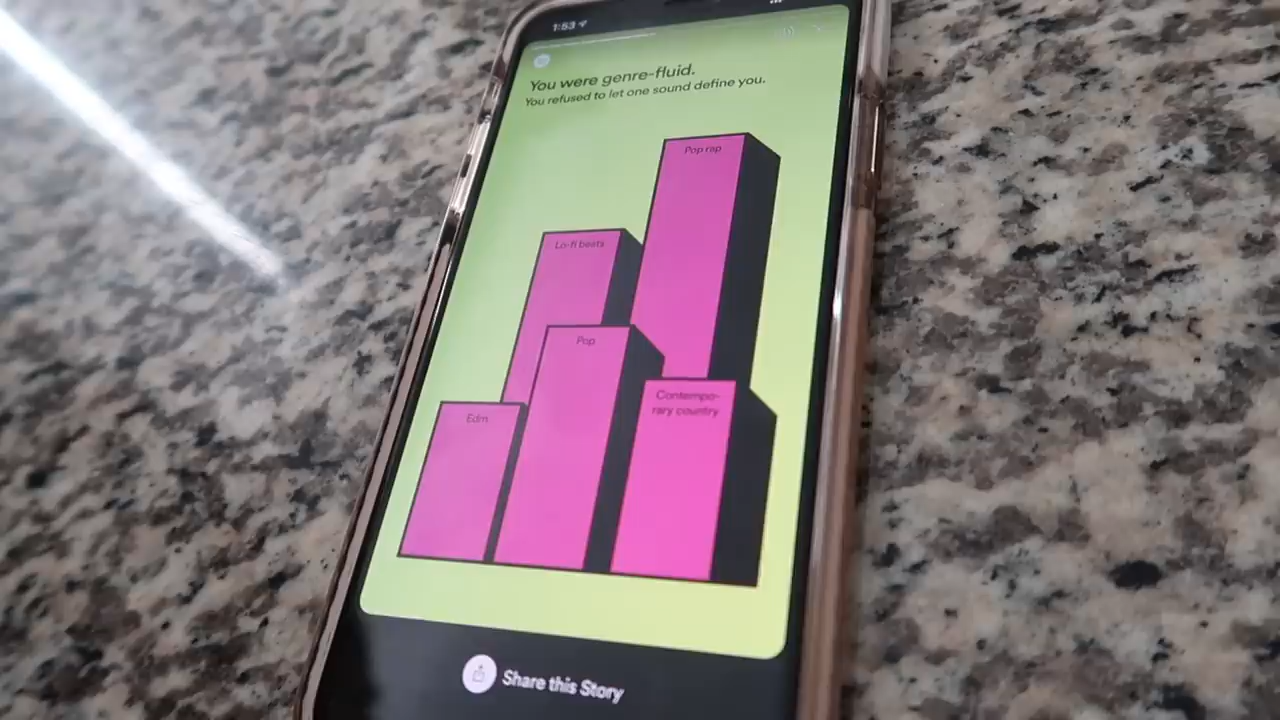 1:53
You were genre-fluid.
You refused to let one sound define you.
Pop rap
Lo-fi beats
Pop
Contempo-
rary country
Edm
Share this Story